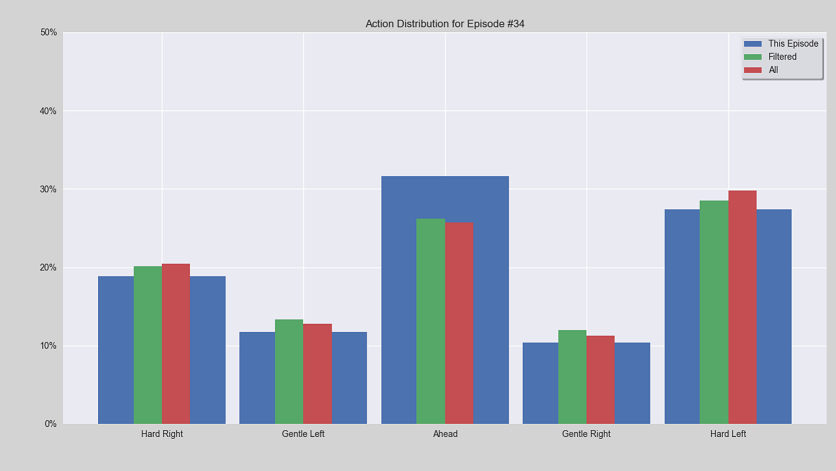 Action Distribution for Episode #34
This Episode
Filtered
All
50%
40%
30%
20%
10%
0%
Hard Right Gentle Left Ahead Gentle Right Hard Left